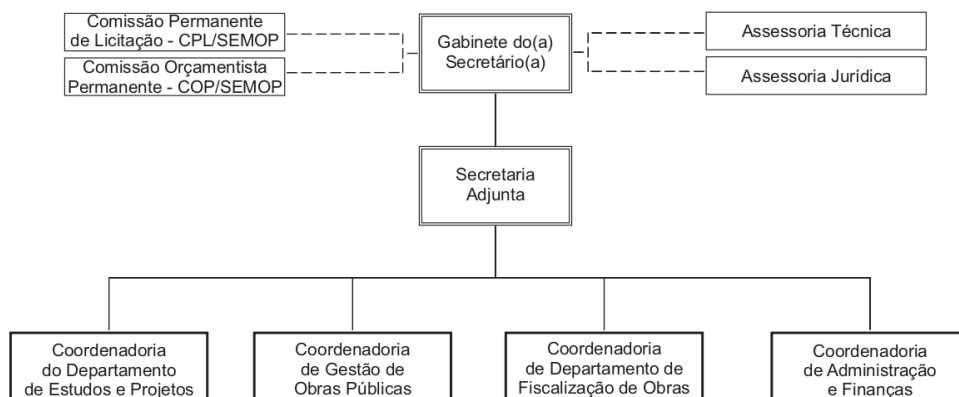 Comissão Permanente
de Licitação - CPL/SEMOP
Comissão Orçamentista
Permanente - COP/SEMOP
Gabinete do(a)
Secretário(a)
Assessoria Técnica
Assessoria Jurídica
Secretaria
Adjunta
Coordenadoria
do Departamento
de Estudos e Projetos
Coordenadoria
de Gestão de
Obras Públicas
Coordenadoria
de Departamento de
Fiscalização de Obras
Coordenadoria
de Administração
e Finanças